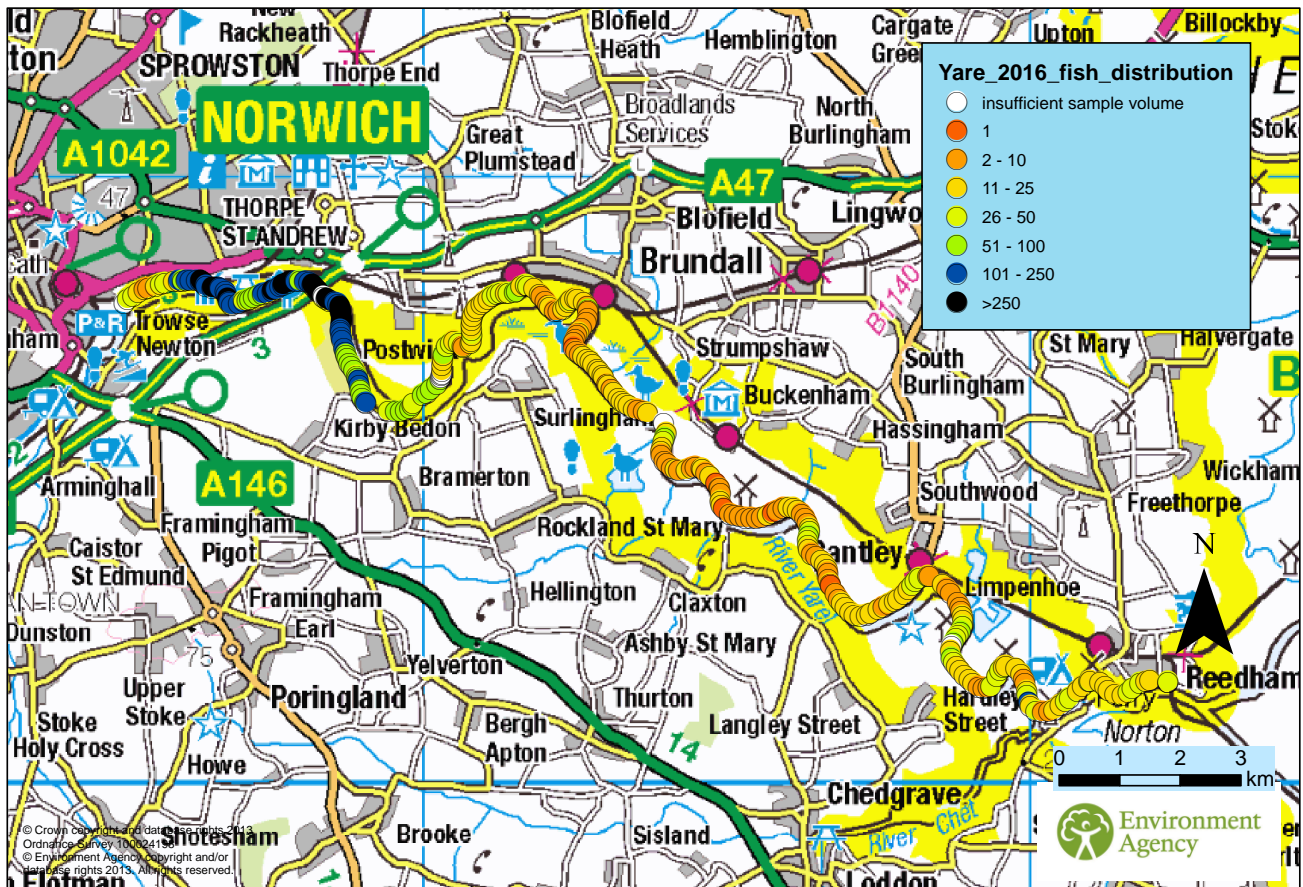 New
Rackheath
SPROWSTON
Thorpe End
NORWICH
A1042
47
THORPE
ST ANDREW
Blofield
Heath
Hemblington
Cargate
Gree
Upton
Billockby
Broadlands
Services
North
Burlingham
Great
Plumstead
A47
Blofield
Lingwo
Brundall
B1140
Yare_2016_fish_distribution
insufficient sample volume
1
2 - 10
11 - 25
26 - 50
51 - 100
101 - 250
>250
Stok
St Mary
Halvergate
B
P&R
Trowse
Newton
3
3
Postwi
Kirby Bedon
Strumpshaw
Buckenham
South
Burlingham
Hassingham
Surlingham
Bramerton
Arminghall
A146
Framingham
Pigot
Caistor
St Edmund
Rockland St Mary
Southwood
Wickham
Freethorpe
River Yare
Cantley
Limpenhoe
N
Hellington
Claxton
Framingham
Earl
Dunston
75
Ashby St Mary
Yelverton
Upper
Stoke
Poringland
Thurton
Hardley
Street
Reedham
Norton
Stoke
Holy Cross
Howe
Bergh
Apton
Langley Street
14
0 1 2 3
km
Chedgrave
River Chet
Brooke
Sisland
Shotesham
Loddon
© Crown copyright and database rights 2013
Ordnance Survey 100024198
© Environment Agency copyright and/or
database rights 2013. All rights reserved.
Environment
Agency